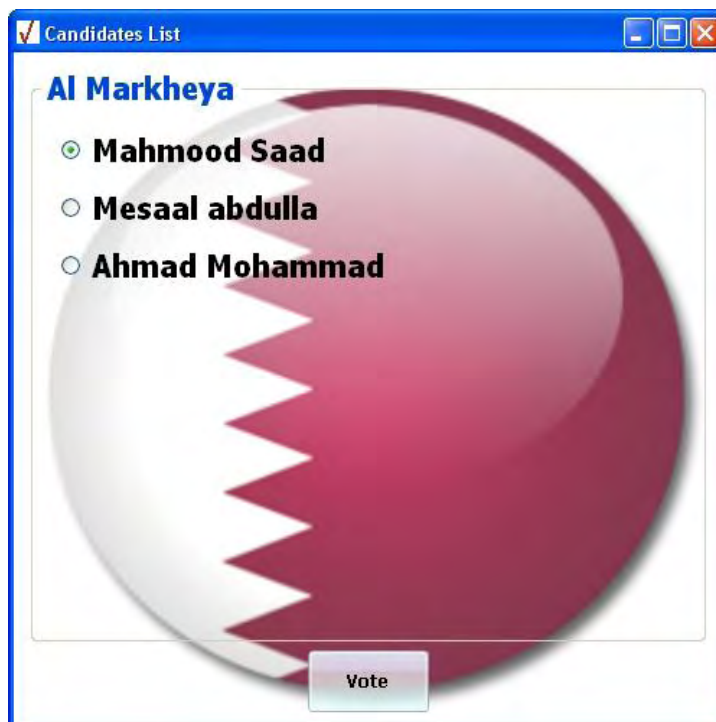 Candidates List
Al Markheya
Mahmood Saad
Mesaal abdulla
Ahmad Mohammad
Vote